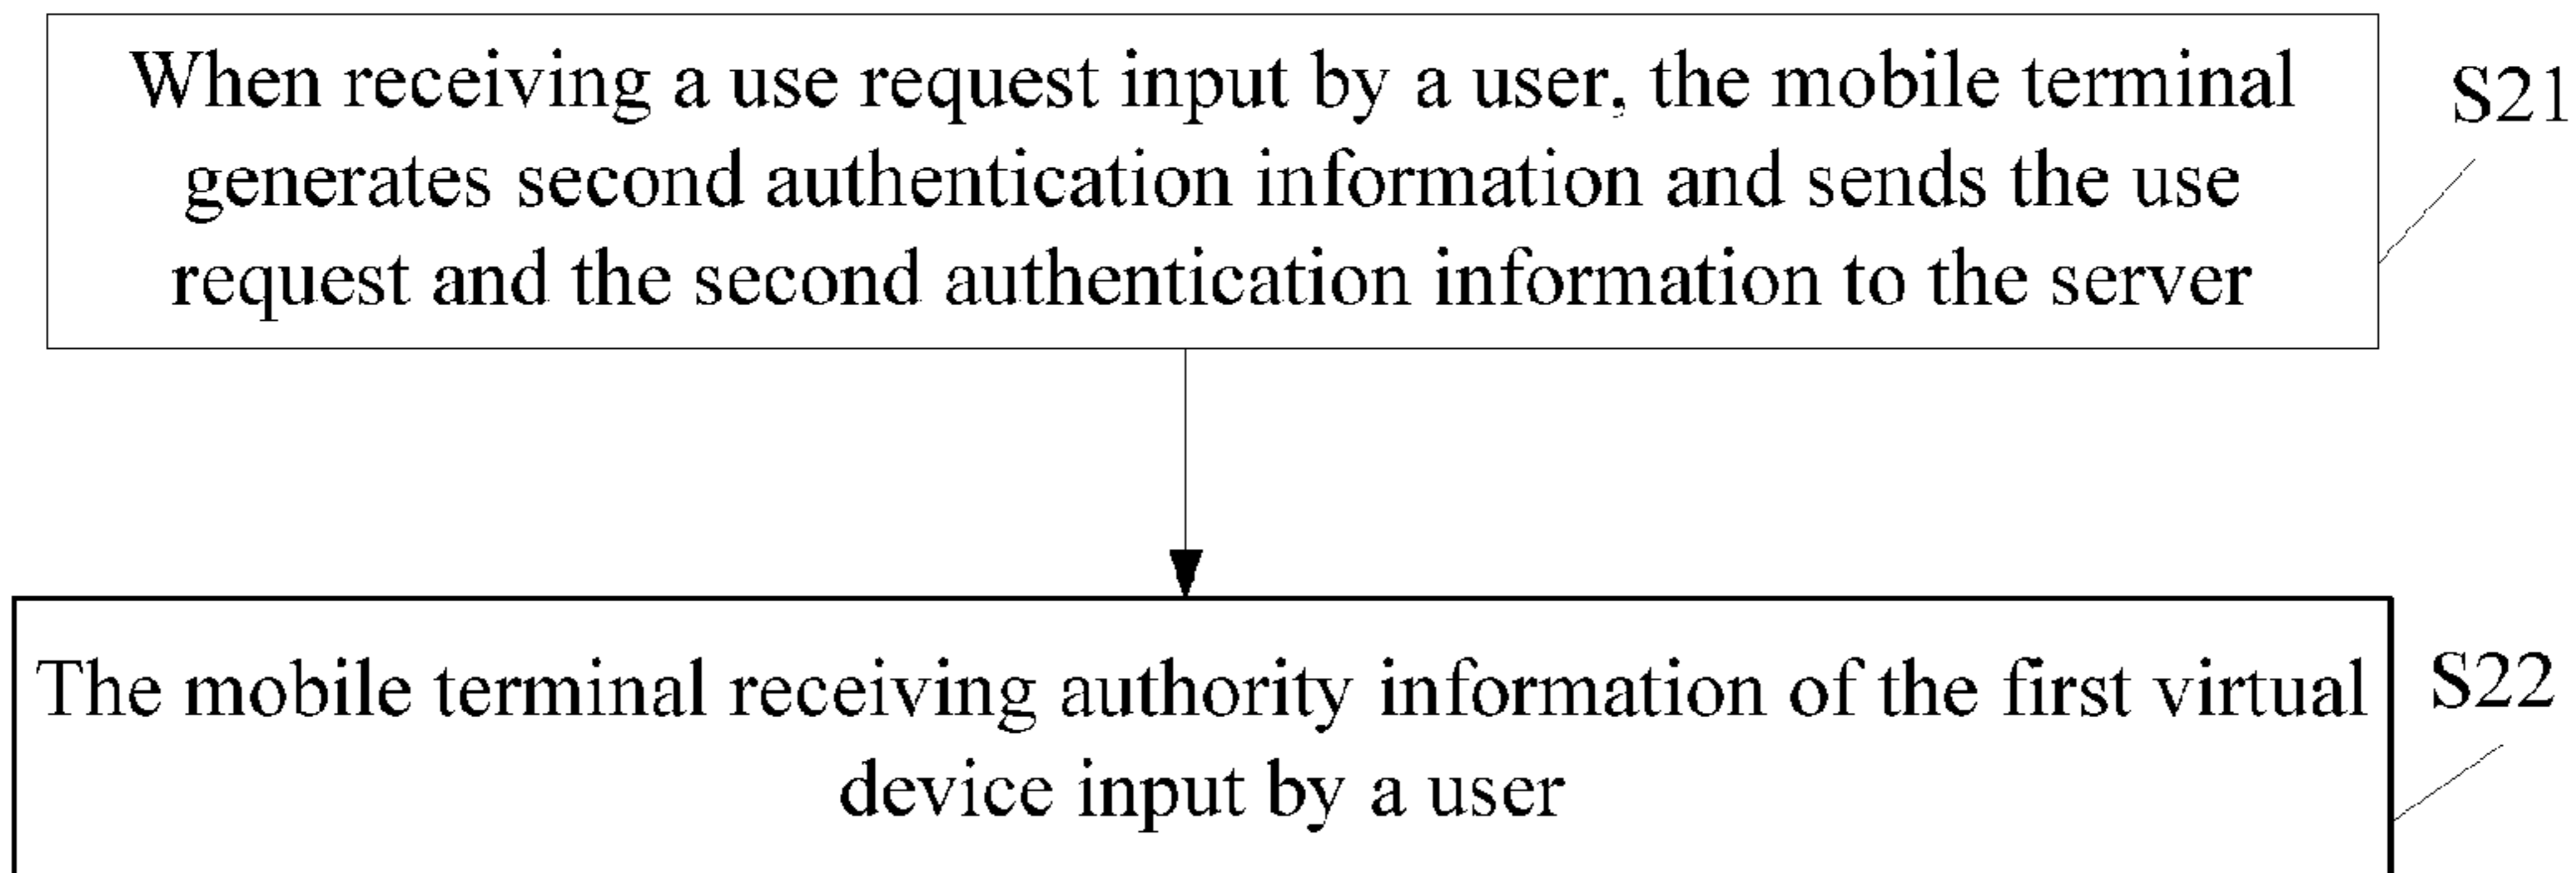 When receiving a use request input by a user, the mobile terminal
S21
generates second authentication information and sends the use
request and the second authentication information to the server
The mobile terminal receiving authority information of the first virtual
S22
device input by a user